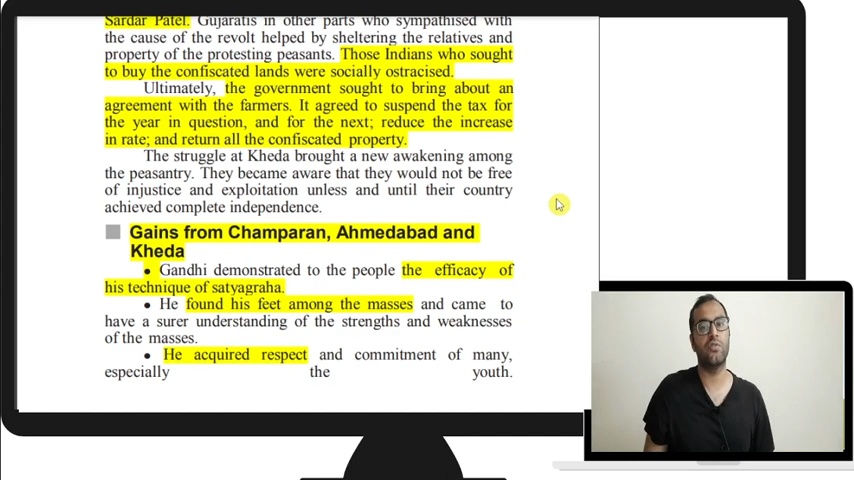 Sardar Patel. Gujaratis in other parts who sympathised with
the cause of the revolt helped by sheltering the relatives and
property of the protesting peasants. Those Indians who sought
to buy the confiscated lands were socially ostracised.
Ultimately, the government sought to bring about an
agreement with the farmers. It agreed to suspend the tax for
the year in question, and for the next; reduce the increase
in rate; and return all the confiscated property.
The struggle at Kheda brought a new awakening among
the peasantry. They became aware that they would not be free
of injustice and exploitation unless and until their country
achieved complete independence.
Gains from Champaran, Ahmedabad and
Kheda
• Gandhi demonstrated to the people the efficacy of
his technique of satyagraha.
• He found his feet among the masses and came to
have a surer understanding of the strengths and weaknesses
of the masses.
• He acquired respect and commitment of many,
especially the youth.